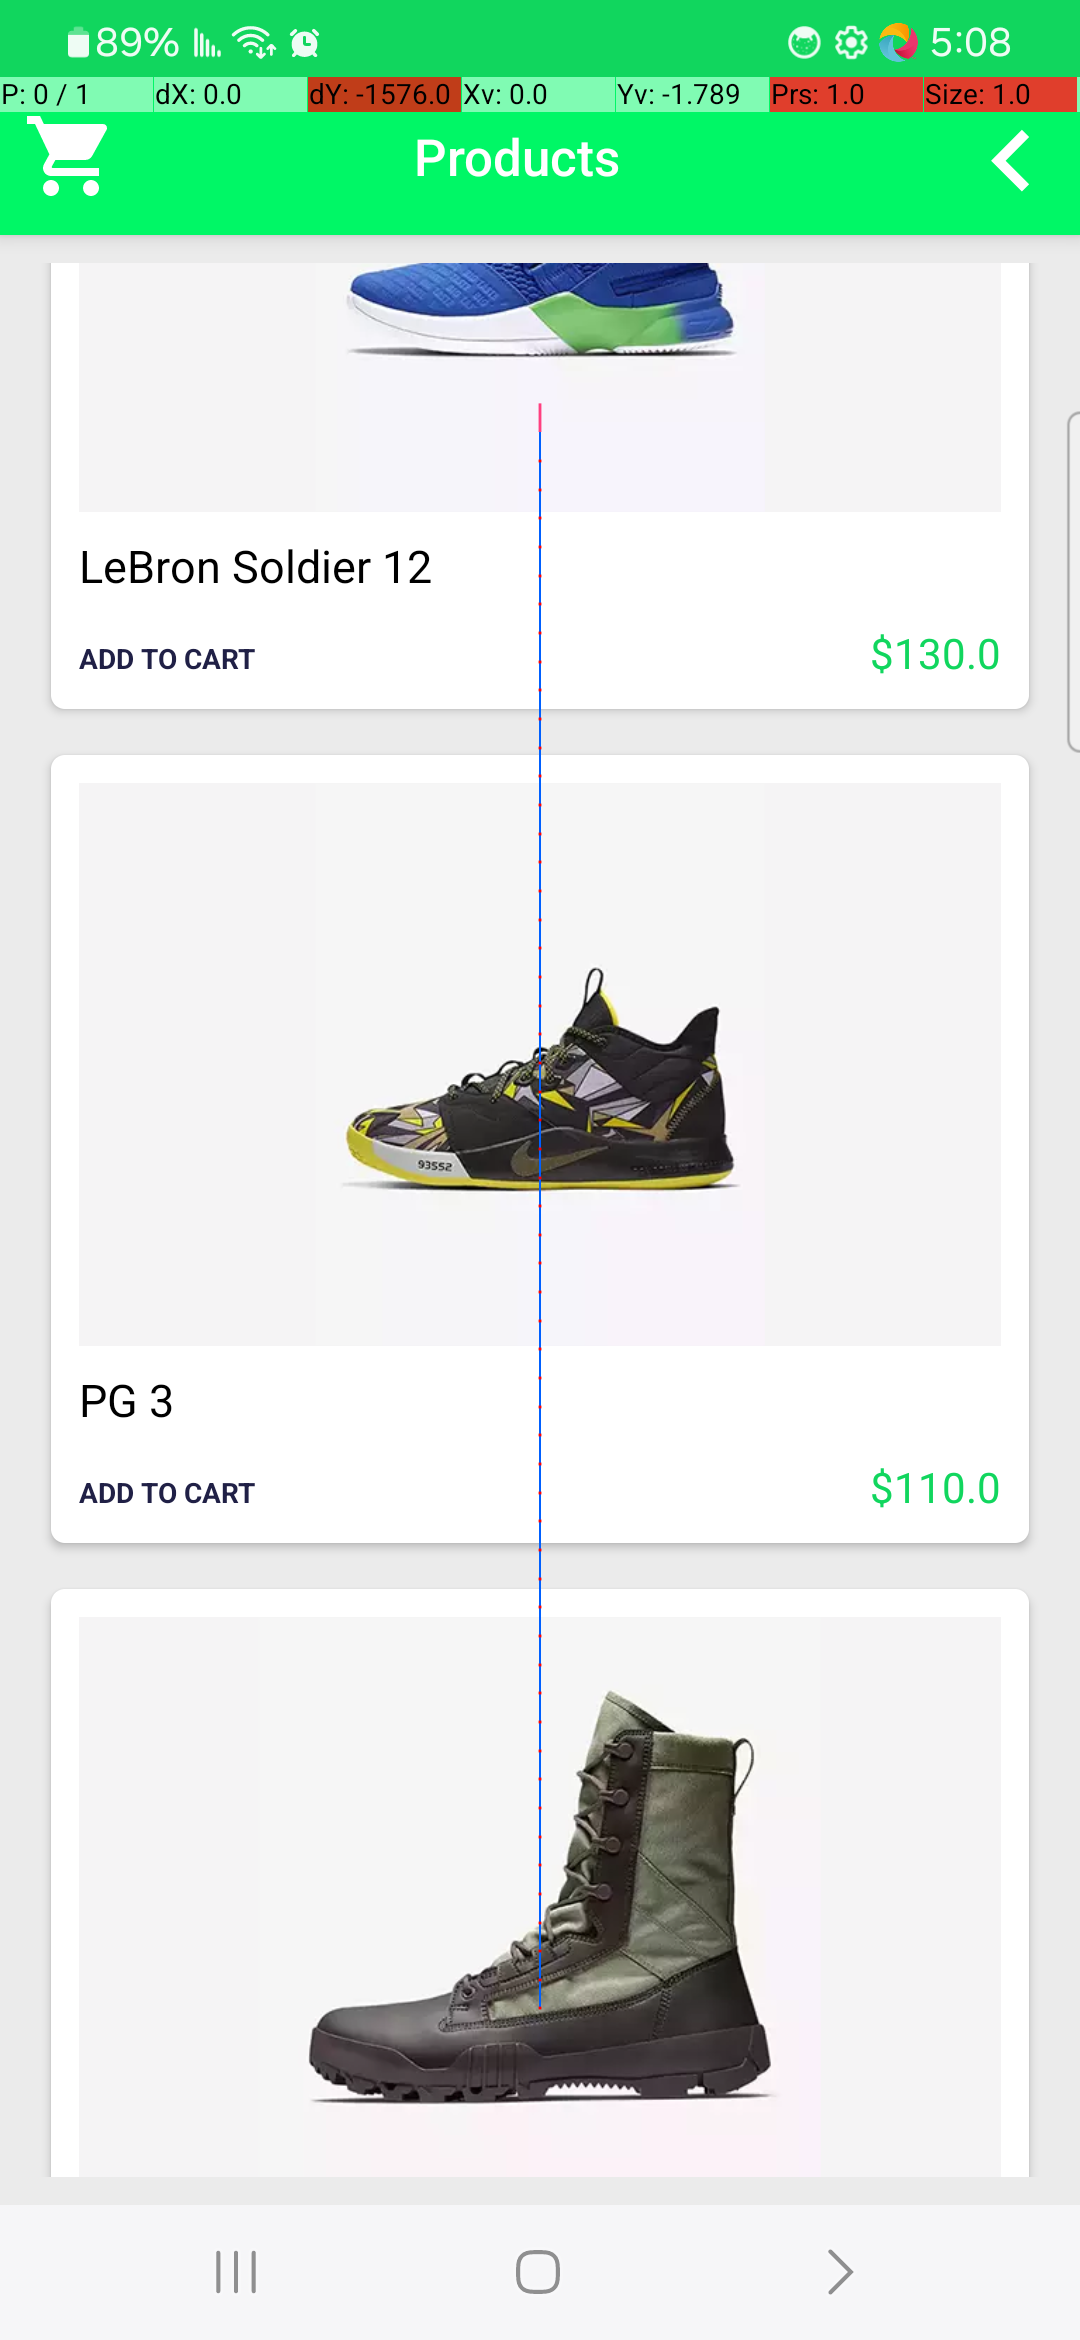 89% 5:08
P: 0 / 1 dX: 0.0 dY: -1576.0 Xv: 0.0 Yv: -1.789 Prs: 1.0 Size: 1.0
Products
LeBron Soldier 12
ADD TO CART $130.0
93552
PG 3
ADD TO CART $110.0